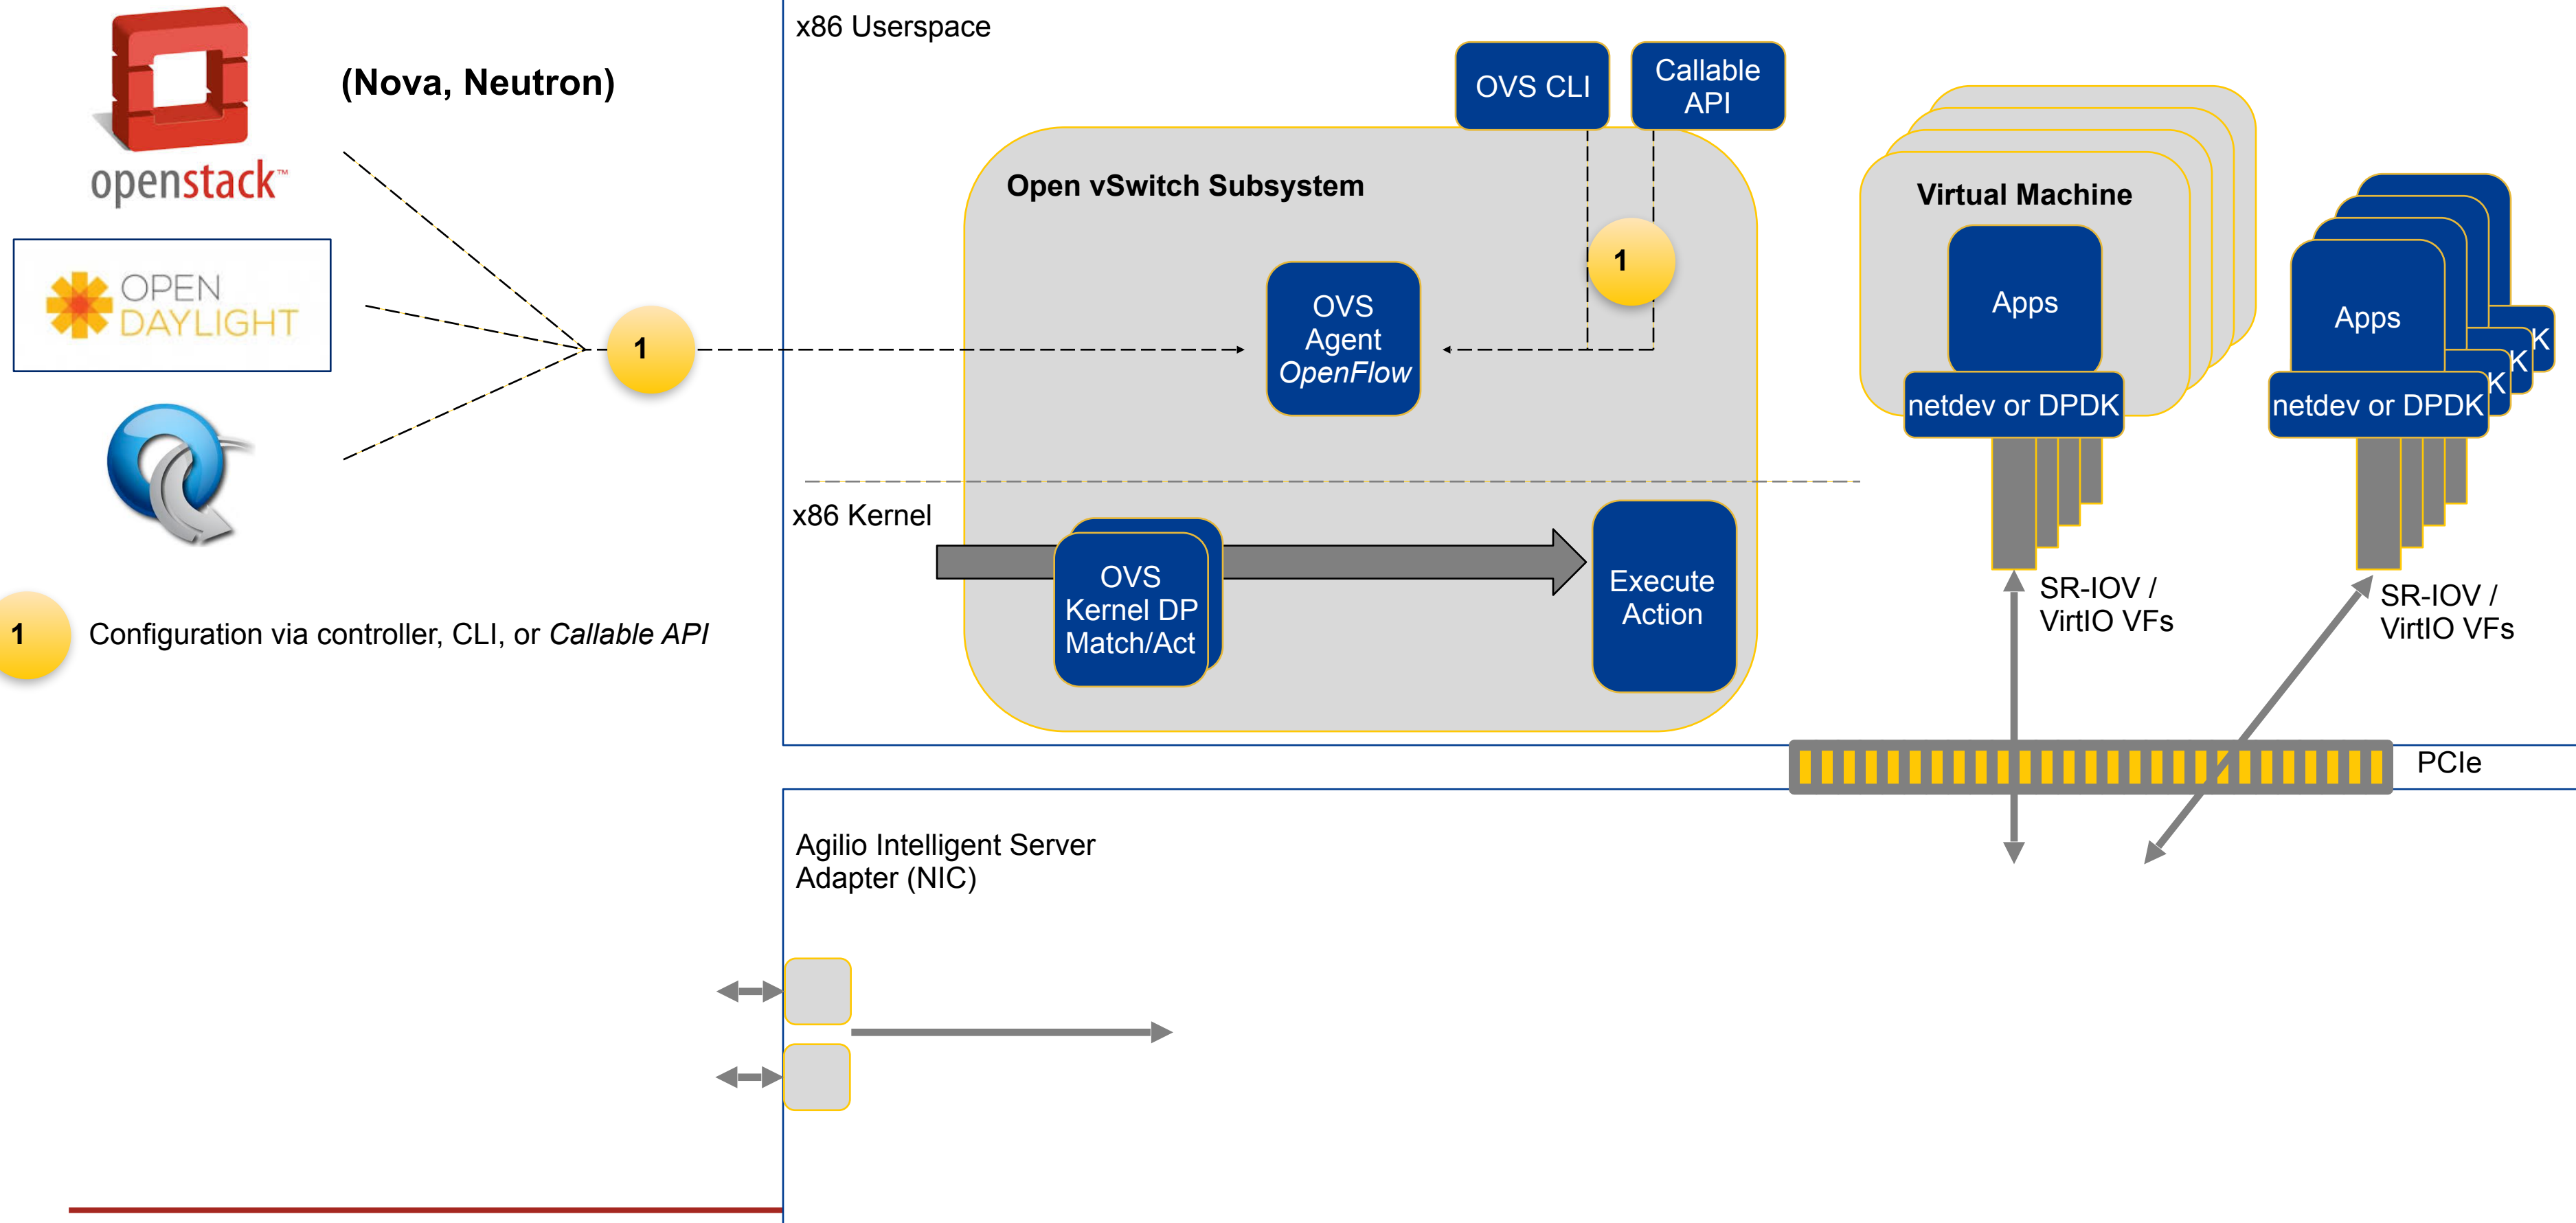 x86 Userspace
(Nova, Neutron)
openstack™
OPEN
DAYLIGHT
1
1
Configuration via controller, CLI, or Callable API
OVS CLI
Callable
API
Open vSwitch Subsystem
1
OVS
Agent
OpenFlow
x86 Kernel
OVS
Kernel DP
Match/Act
Execute
Action
Virtual Machine
Apps
netdev or DPDK
Apps
netdev or DPDK
K
K
K
SR-IOV /
VirtIO VFs
SR-IOV /
VirtIO VFs
PCIe
Agilio Intelligent Server
Adapter (NIC)